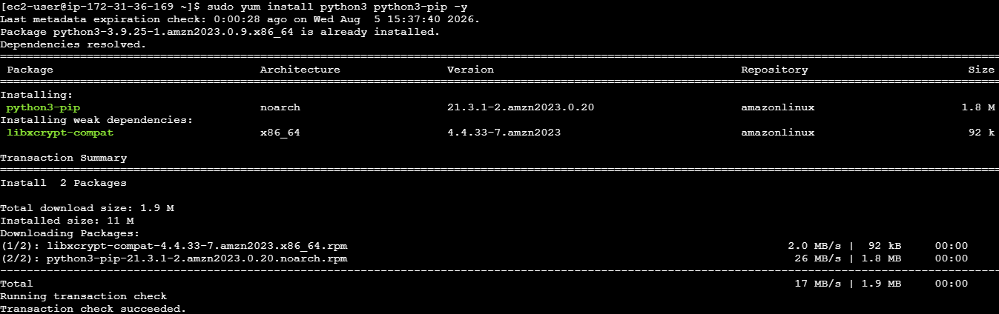 [ec2-user@ip-172-31-36-169 ~]$ sudo yum install python3 python3-pip -y
Last metadata expiration check: 0:00:28 ago on Wed Aug  5 15:37:40 2026.
Package python3-3.9.25-1.amzn2023.0.9.x86_64 is already installed.
Dependencies resolved.
Package Architecture Version Repository Size
Installing:
python3-pip noarch 21.3.1-2.amzn2023.0.20 amazonlinux 1.8 M
Installing weak dependencies:
libxcrypt-compat x86_64 4.4.33-7.amzn2023 amazonlinux 92 k
Transaction Summary
Install  2 Packages
Total download size: 1.9 M
Installed size: 11 M
Downloading Packages:
(1/2): libxcrypt-compat-4.4.33-7.amzn2023.x86_64.rpm 2.0 MB/s |  92 kB 00:00
(2/2): python3-pip-21.3.1-2.amzn2023.0.20.noarch.rpm 26 MB/s | 1.8 MB 00:00
Total 17 MB/s | 1.9 MB 00:00
Running transaction check
Transaction check succeeded.